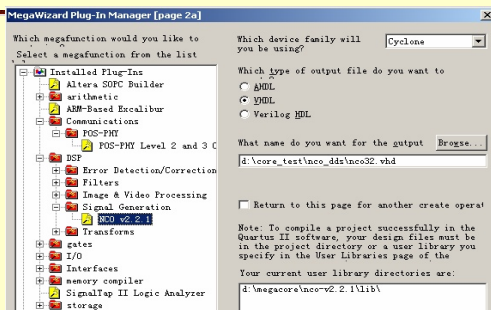 MegaWizard Plug-In Manager [page 2a]
Which megafunction would you like to
Select a megafunction from the list
Installed Plug-Ins
Altera SOPC Builder
arithmetic
ARM-Based Excalibur
Communications
POS-PHY
POS-PHY Level 2 and 3 C
DSP
Error Detection/Correction
Filters
Image & Video Processing
Signal Generation
NCO v2.2.1
Transforms
gates
I/O
Interfaces
memory compiler
SignalTap II Logic Analyzer
storage
Which device family will
you be using?
Cyclone
Which type of output file do you want to
AHDL
VHDL
Verilog HDL
What name do you want for the output
Browse...
d:\core_test\nco_dds\nco32.vhd
Return to this page for another create operat
Note: To compile a project successfully in the
Quartus II software, your design files must be
in the project directory or a user library you
specify in the User Libraries page of the
Your current user library directories are:
d:\megacore\nco-v2.2.1\lib\